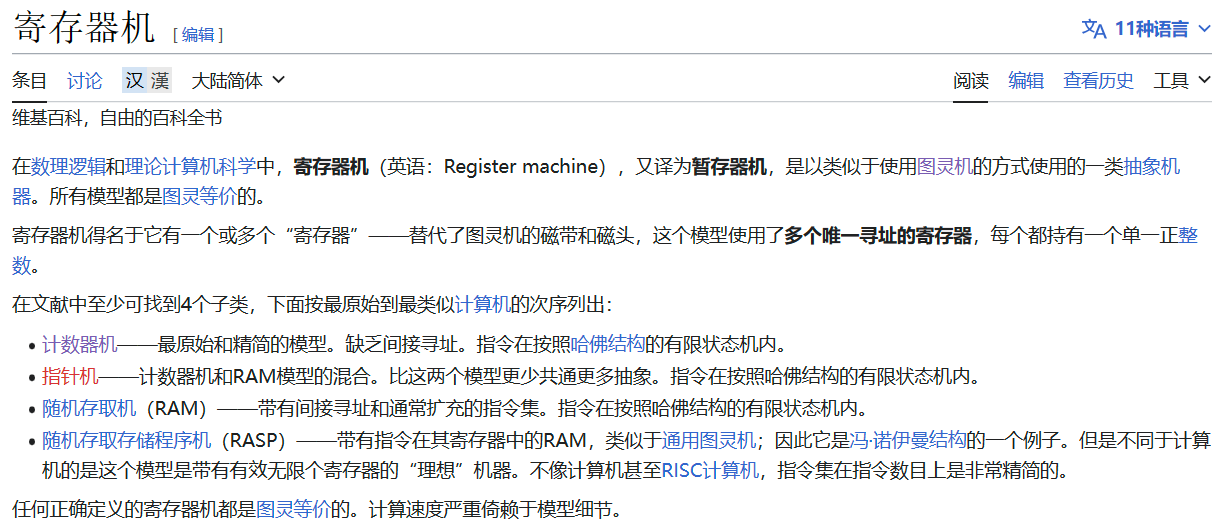 寄存器机 [ 编辑 ]
文A 11种语言
条目 讨论 汉 漢 大陆简体
阅读 编辑 查看历史 工具
维基百科，自由的百科全书
在数理逻辑和理论计算机科学中，寄存器机（英语：Register machine），又译为暂存器机，是以类似于使用图灵机的方式使用的一类抽象机
器。所有模型都是图灵等价的。
寄存器机得名于它有一个或多个“寄存器”——替代了图灵机的磁带和磁头，这个模型使用了多个唯一寻址的寄存器，每个都持有一个单一正整
数。
在文献中至少可找到4个子类，下面按最原始到最类似计算机的次序列出：
• 计数器机——最原始和精简的模型。缺乏间接寻址。指令在按照哈佛结构的有限状态机内。
• 指针机——计数器机和RAM模型的混合。比这两个模型更少共通更多抽象。指令在按照哈佛结构的有限状态机内。
• 随机存取机（RAM）——带有间接寻址和通常扩充的指令集。指令在按照哈佛结构的有限状态机内。
• 随机存取存储程序机（RASP）——带有指令在其寄存器中的RAM，类似于通用图灵机；因此它是冯·诺伊曼结构的一个例子。但是不同于计算
机的是这个模型是带有有效无限个寄存器的“理想”机器。不像计算机甚至RISC计算机，指令集在指令数目上是非常精简的。
任何正确定义的寄存器机都是图灵等价的。计算速度严重倚赖于模型细节。